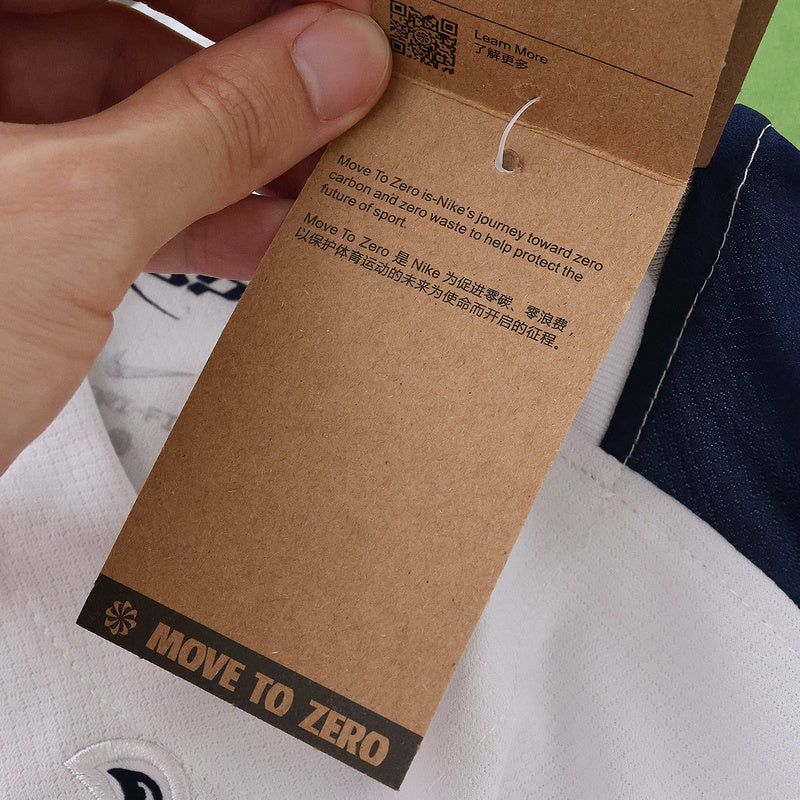 Learn More
了解更多
Move To Zero is-Nike's journey toward zero
carbon and zero waste to help protect the
future of sport.
Move To Zero 是 Nike 为促进零碳、零浪费,
以保护体育运动的未来为使命而开启的征程。
MOVE TO ZERO